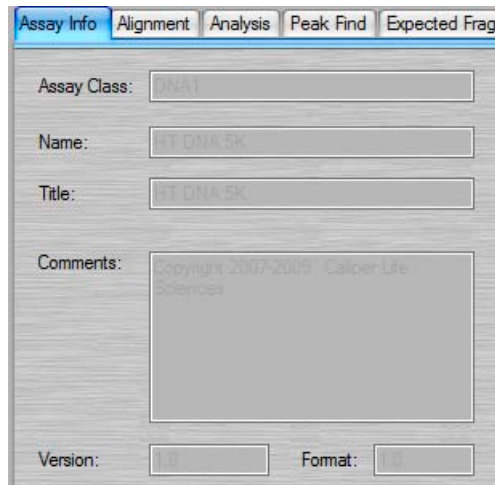 Assay Info Alignment Analysis Peak Find Expected Frag
Assay Class: DNA1
Name: HT DNA 5K
Title: HT DNA 5K
Comments: Copyright 2007-2009 Caliper Life
Sciences
Version: 1.0 Format: 1.0